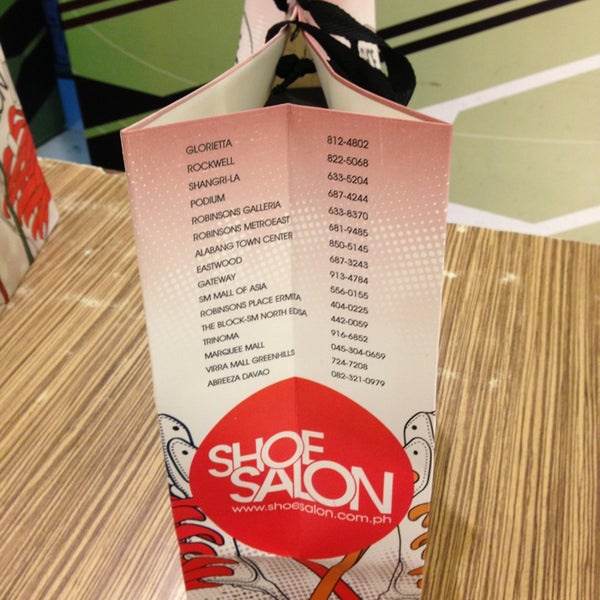 GLORIETTA 812-4802
ROCKWELL 822-5068
SHANGRI-LA 633-5204
PODIUM 687-4244
ROBINSONS GALLERIA 633-8370
ROBINSONS METROEAST 681-9485
ALABANG TOWN CENTER 850-5145
EASTWOOD 687-3243
GATEWAY 913-4784
SM MALL OF ASIA 556-0155
ROBINSONS PLACE ERMITA 404-0225
THE BLOCK-SM NORTH EDSA 442-0059
TRINOMA 916-6852
MARQUEE MALL 045-304-0659
VIRRA MALL GREENHILLS 724-7208
ABREEZA DAVAO 082-321-0979
SHOE
SALON
www.shoesalon.com.ph